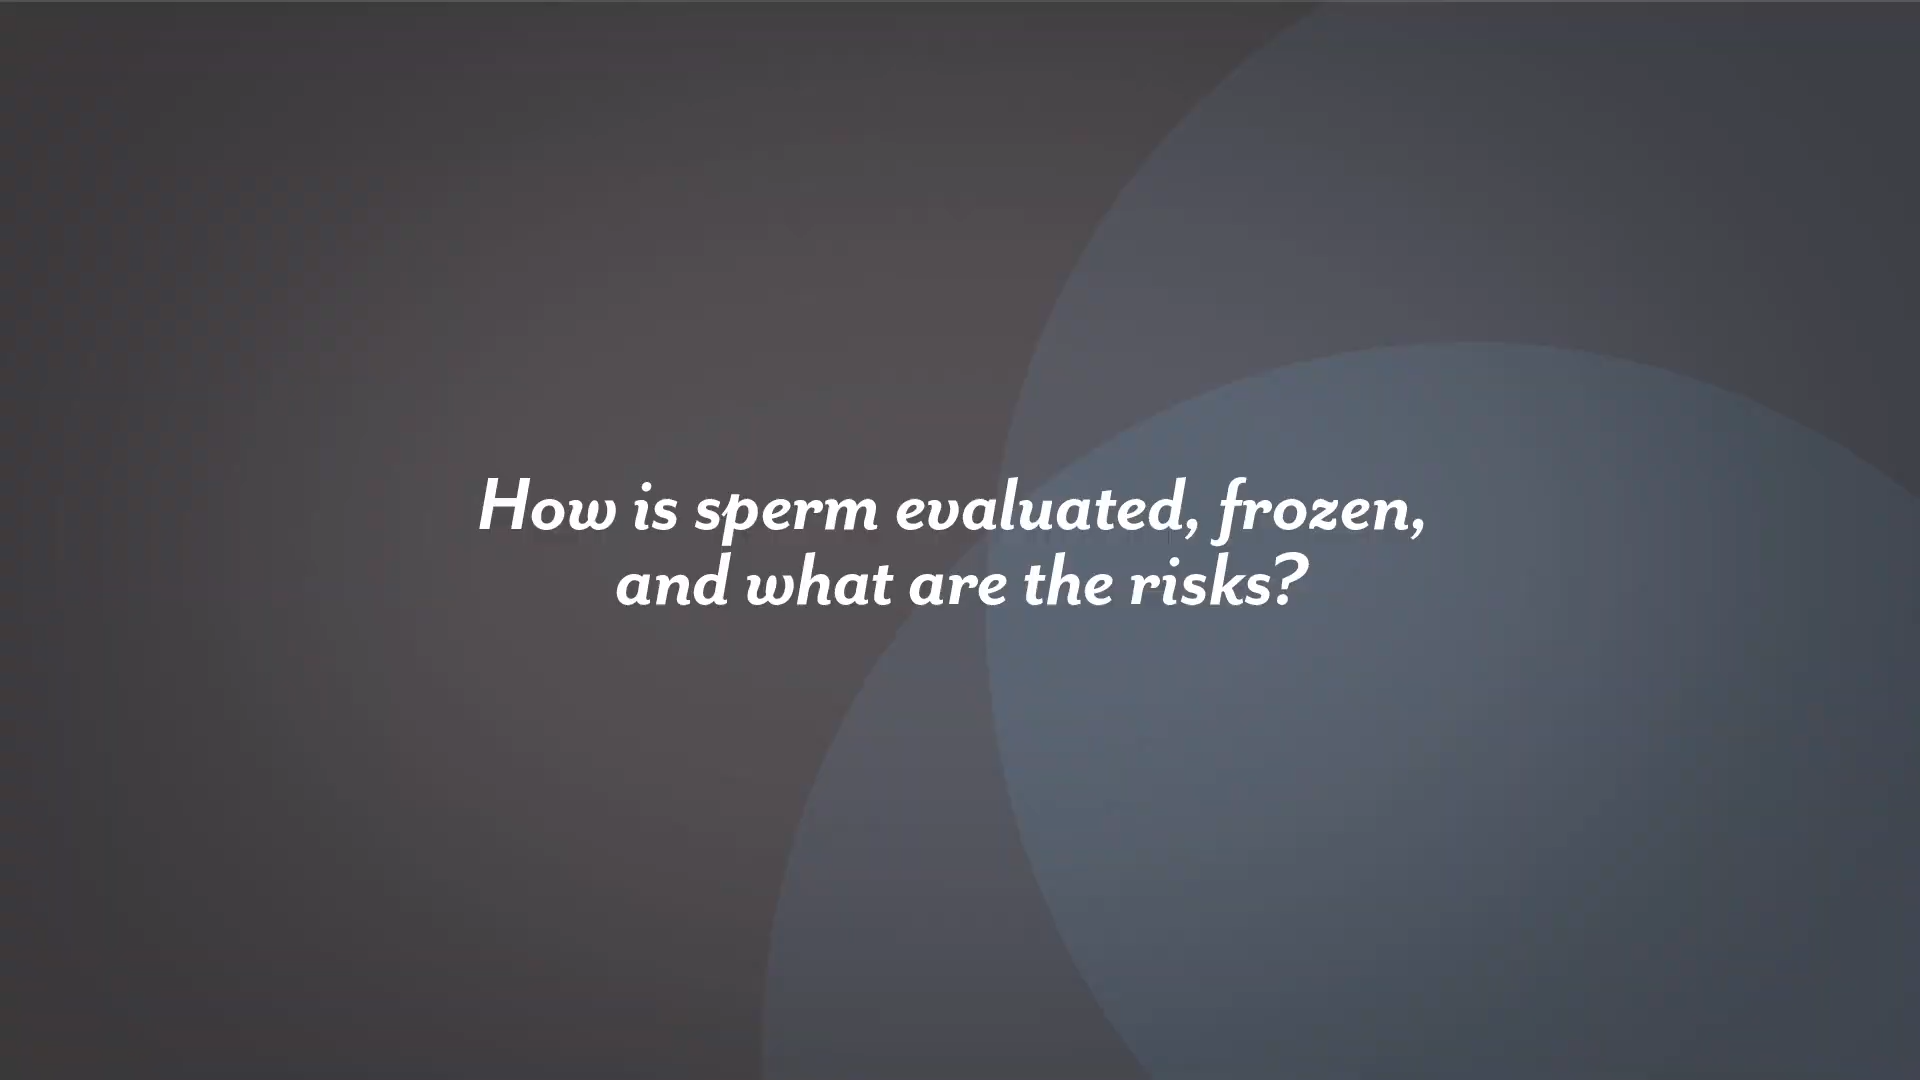 How is sperm evaluated, frozen,
and what are the risks?